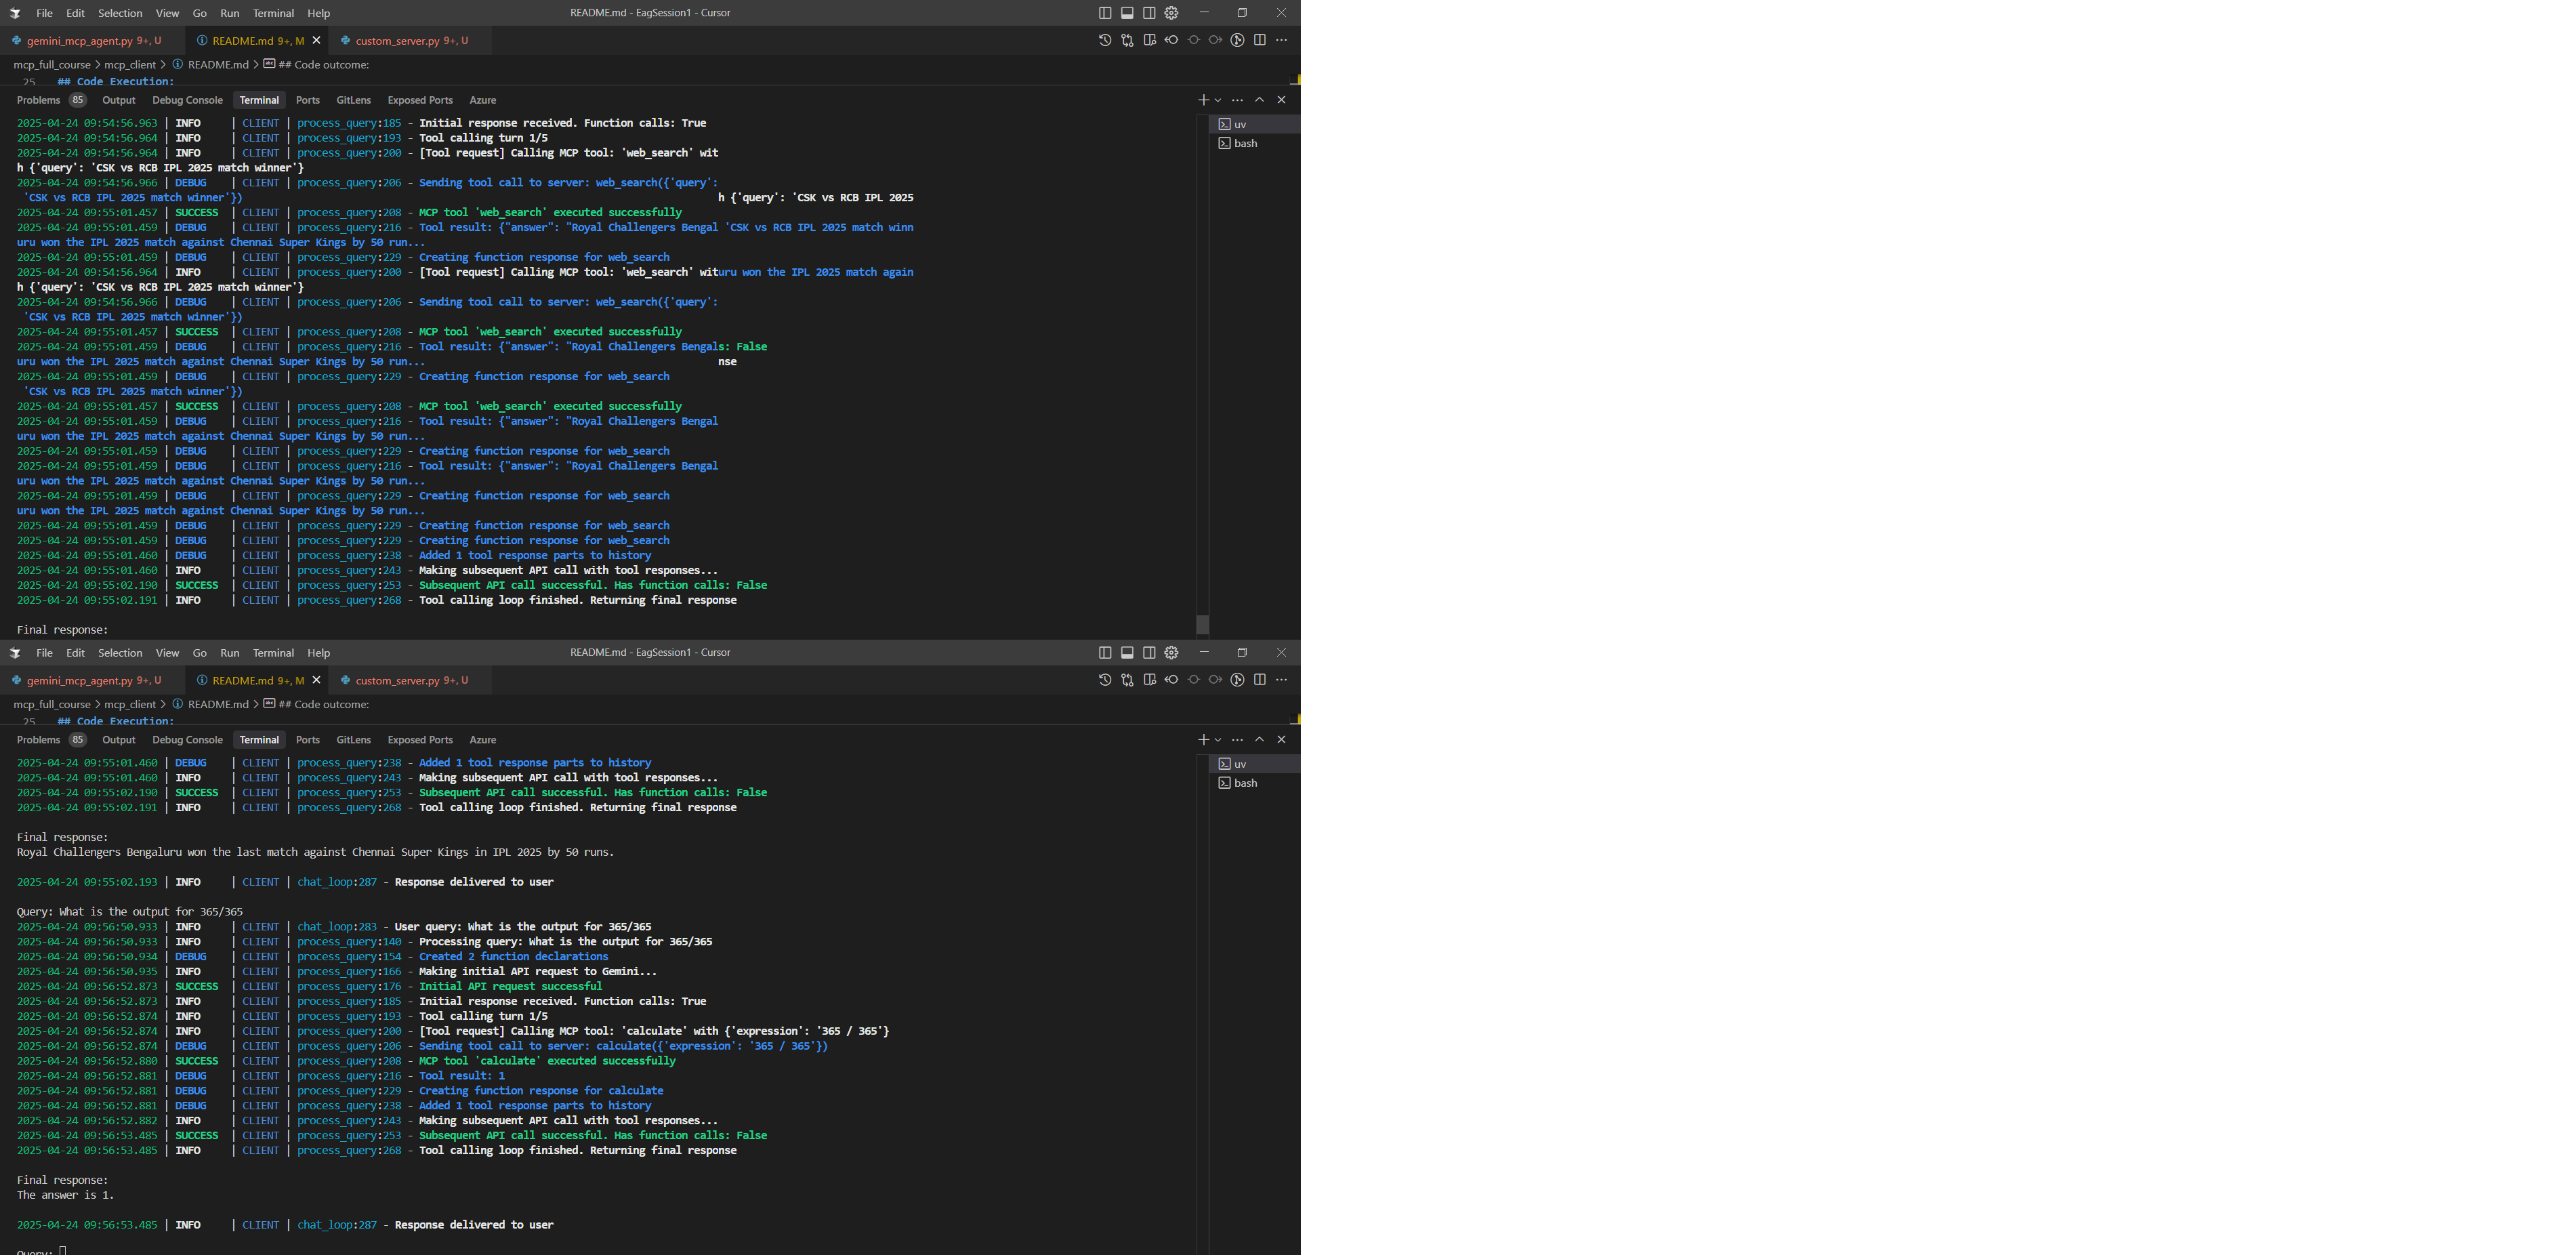 File Edit Selection View Go Run Terminal Help README.md - EagSession1 - Cursor
gemini_mcp_agent.py 9+, U README.md 9+, M custom_server.py 9+, U
mcp_full_course > mcp_client > README.md > ## Code outcome:
25 ## Code Execution:
Problems 85 Output Debug Console Terminal Ports GitLens Exposed Ports Azure
uv
bash
2025-04-24 09:54:56.963 | INFO | CLIENT | process_query:185 - Initial response received. Function calls: True
2025-04-24 09:54:56.964 | INFO | CLIENT | process_query:193 - Tool calling turn 1/5
2025-04-24 09:54:56.964 | INFO | CLIENT | process_query:200 - [Tool request] Calling MCP tool: 'web_search' wit
h {'query': 'CSK vs RCB IPL 2025 match winner'}
2025-04-24 09:54:56.966 | DEBUG | CLIENT | process_query:206 - Sending tool call to server: web_search({'query':
'CSK vs RCB IPL 2025 match winner'}) h {'query': 'CSK vs RCB IPL 2025
2025-04-24 09:55:01.457 | SUCCESS | CLIENT | process_query:208 - MCP tool 'web_search' executed successfully
2025-04-24 09:55:01.459 | DEBUG | CLIENT | process_query:216 - Tool result: {"answer": "Royal Challengers Bengal 'CSK vs RCB IPL 2025 match winn
uru won the IPL 2025 match against Chennai Super Kings by 50 run...
2025-04-24 09:55:01.459 | DEBUG | CLIENT | process_query:229 - Creating function response for web_search
2025-04-24 09:54:56.964 | INFO | CLIENT | process_query:200 - [Tool request] Calling MCP tool: 'web_search' wituru won the IPL 2025 match again
h {'query': 'CSK vs RCB IPL 2025 match winner'}
2025-04-24 09:54:56.966 | DEBUG | CLIENT | process_query:206 - Sending tool call to server: web_search({'query':
'CSK vs RCB IPL 2025 match winner'})
2025-04-24 09:55:01.457 | SUCCESS | CLIENT | process_query:208 - MCP tool 'web_search' executed successfully
2025-04-24 09:55:01.459 | DEBUG | CLIENT | process_query:216 - Tool result: {"answer": "Royal Challengers Bengals: False
uru won the IPL 2025 match against Chennai Super Kings by 50 run... nse
2025-04-24 09:55:01.459 | DEBUG | CLIENT | process_query:229 - Creating function response for web_search
'CSK vs RCB IPL 2025 match winner'})
2025-04-24 09:55:01.457 | SUCCESS | CLIENT | process_query:208 - MCP tool 'web_search' executed successfully
2025-04-24 09:55:01.459 | DEBUG | CLIENT | process_query:216 - Tool result: {"answer": "Royal Challengers Bengal
uru won the IPL 2025 match against Chennai Super Kings by 50 run...
2025-04-24 09:55:01.459 | DEBUG | CLIENT | process_query:229 - Creating function response for web_search
2025-04-24 09:55:01.459 | DEBUG | CLIENT | process_query:216 - Tool result: {"answer": "Royal Challengers Bengal
uru won the IPL 2025 match against Chennai Super Kings by 50 run...
2025-04-24 09:55:01.459 | DEBUG | CLIENT | process_query:229 - Creating function response for web_search
uru won the IPL 2025 match against Chennai Super Kings by 50 run...
2025-04-24 09:55:01.459 | DEBUG | CLIENT | process_query:229 - Creating function response for web_search
2025-04-24 09:55:01.459 | DEBUG | CLIENT | process_query:229 - Creating function response for web_search
2025-04-24 09:55:01.460 | DEBUG | CLIENT | process_query:238 - Added 1 tool response parts to history
2025-04-24 09:55:01.460 | INFO | CLIENT | process_query:243 - Making subsequent API call with tool responses...
2025-04-24 09:55:02.190 | SUCCESS | CLIENT | process_query:253 - Subsequent API call successful. Has function calls: False
2025-04-24 09:55:02.191 | INFO | CLIENT | process_query:268 - Tool calling loop finished. Returning final response
Final response:
File Edit Selection View Go Run Terminal Help README.md - EagSession1 - Cursor
gemini_mcp_agent.py 9+, U README.md 9+, M custom_server.py 9+, U
mcp_full_course > mcp_client > README.md > ## Code outcome:
25 ## Code Execution:
Problems 85 Output Debug Console Terminal Ports GitLens Exposed Ports Azure
uv
bash
2025-04-24 09:55:01.460 | DEBUG | CLIENT | process_query:238 - Added 1 tool response parts to history
2025-04-24 09:55:01.460 | INFO | CLIENT | process_query:243 - Making subsequent API call with tool responses...
2025-04-24 09:55:02.190 | SUCCESS | CLIENT | process_query:253 - Subsequent API call successful. Has function calls: False
2025-04-24 09:55:02.191 | INFO | CLIENT | process_query:268 - Tool calling loop finished. Returning final response
Final response:
Royal Challengers Bengaluru won the last match against Chennai Super Kings in IPL 2025 by 50 runs.
2025-04-24 09:55:02.193 | INFO | CLIENT | chat_loop:287 - Response delivered to user
Query: What is the output for 365/365
2025-04-24 09:56:50.933 | INFO | CLIENT | chat_loop:283 - User query: What is the output for 365/365
2025-04-24 09:56:50.933 | INFO | CLIENT | process_query:140 - Processing query: What is the output for 365/365
2025-04-24 09:56:50.934 | DEBUG | CLIENT | process_query:154 - Created 2 function declarations
2025-04-24 09:56:50.935 | INFO | CLIENT | process_query:166 - Making initial API request to Gemini...
2025-04-24 09:56:52.873 | SUCCESS | CLIENT | process_query:176 - Initial API request successful
2025-04-24 09:56:52.873 | INFO | CLIENT | process_query:185 - Initial response received. Function calls: True
2025-04-24 09:56:52.874 | INFO | CLIENT | process_query:193 - Tool calling turn 1/5
2025-04-24 09:56:52.874 | INFO | CLIENT | process_query:200 - [Tool request] Calling MCP tool: 'calculate' with {'expression': '365 / 365'}
2025-04-24 09:56:52.874 | DEBUG | CLIENT | process_query:206 - Sending tool call to server: calculate({'expression': '365 / 365'})
2025-04-24 09:56:52.880 | SUCCESS | CLIENT | process_query:208 - MCP tool 'calculate' executed successfully
2025-04-24 09:56:52.881 | DEBUG | CLIENT | process_query:216 - Tool result: 1
2025-04-24 09:56:52.881 | DEBUG | CLIENT | process_query:229 - Creating function response for calculate
2025-04-24 09:56:52.881 | DEBUG | CLIENT | process_query:238 - Added 1 tool response parts to history
2025-04-24 09:56:52.882 | INFO | CLIENT | process_query:243 - Making subsequent API call with tool responses...
2025-04-24 09:56:53.485 | SUCCESS | CLIENT | process_query:253 - Subsequent API call successful. Has function calls: False
2025-04-24 09:56:53.485 | INFO | CLIENT | process_query:268 - Tool calling loop finished. Returning final response
Final response:
The answer is 1.
2025-04-24 09:56:53.485 | INFO | CLIENT | chat_loop:287 - Response delivered to user
Query: